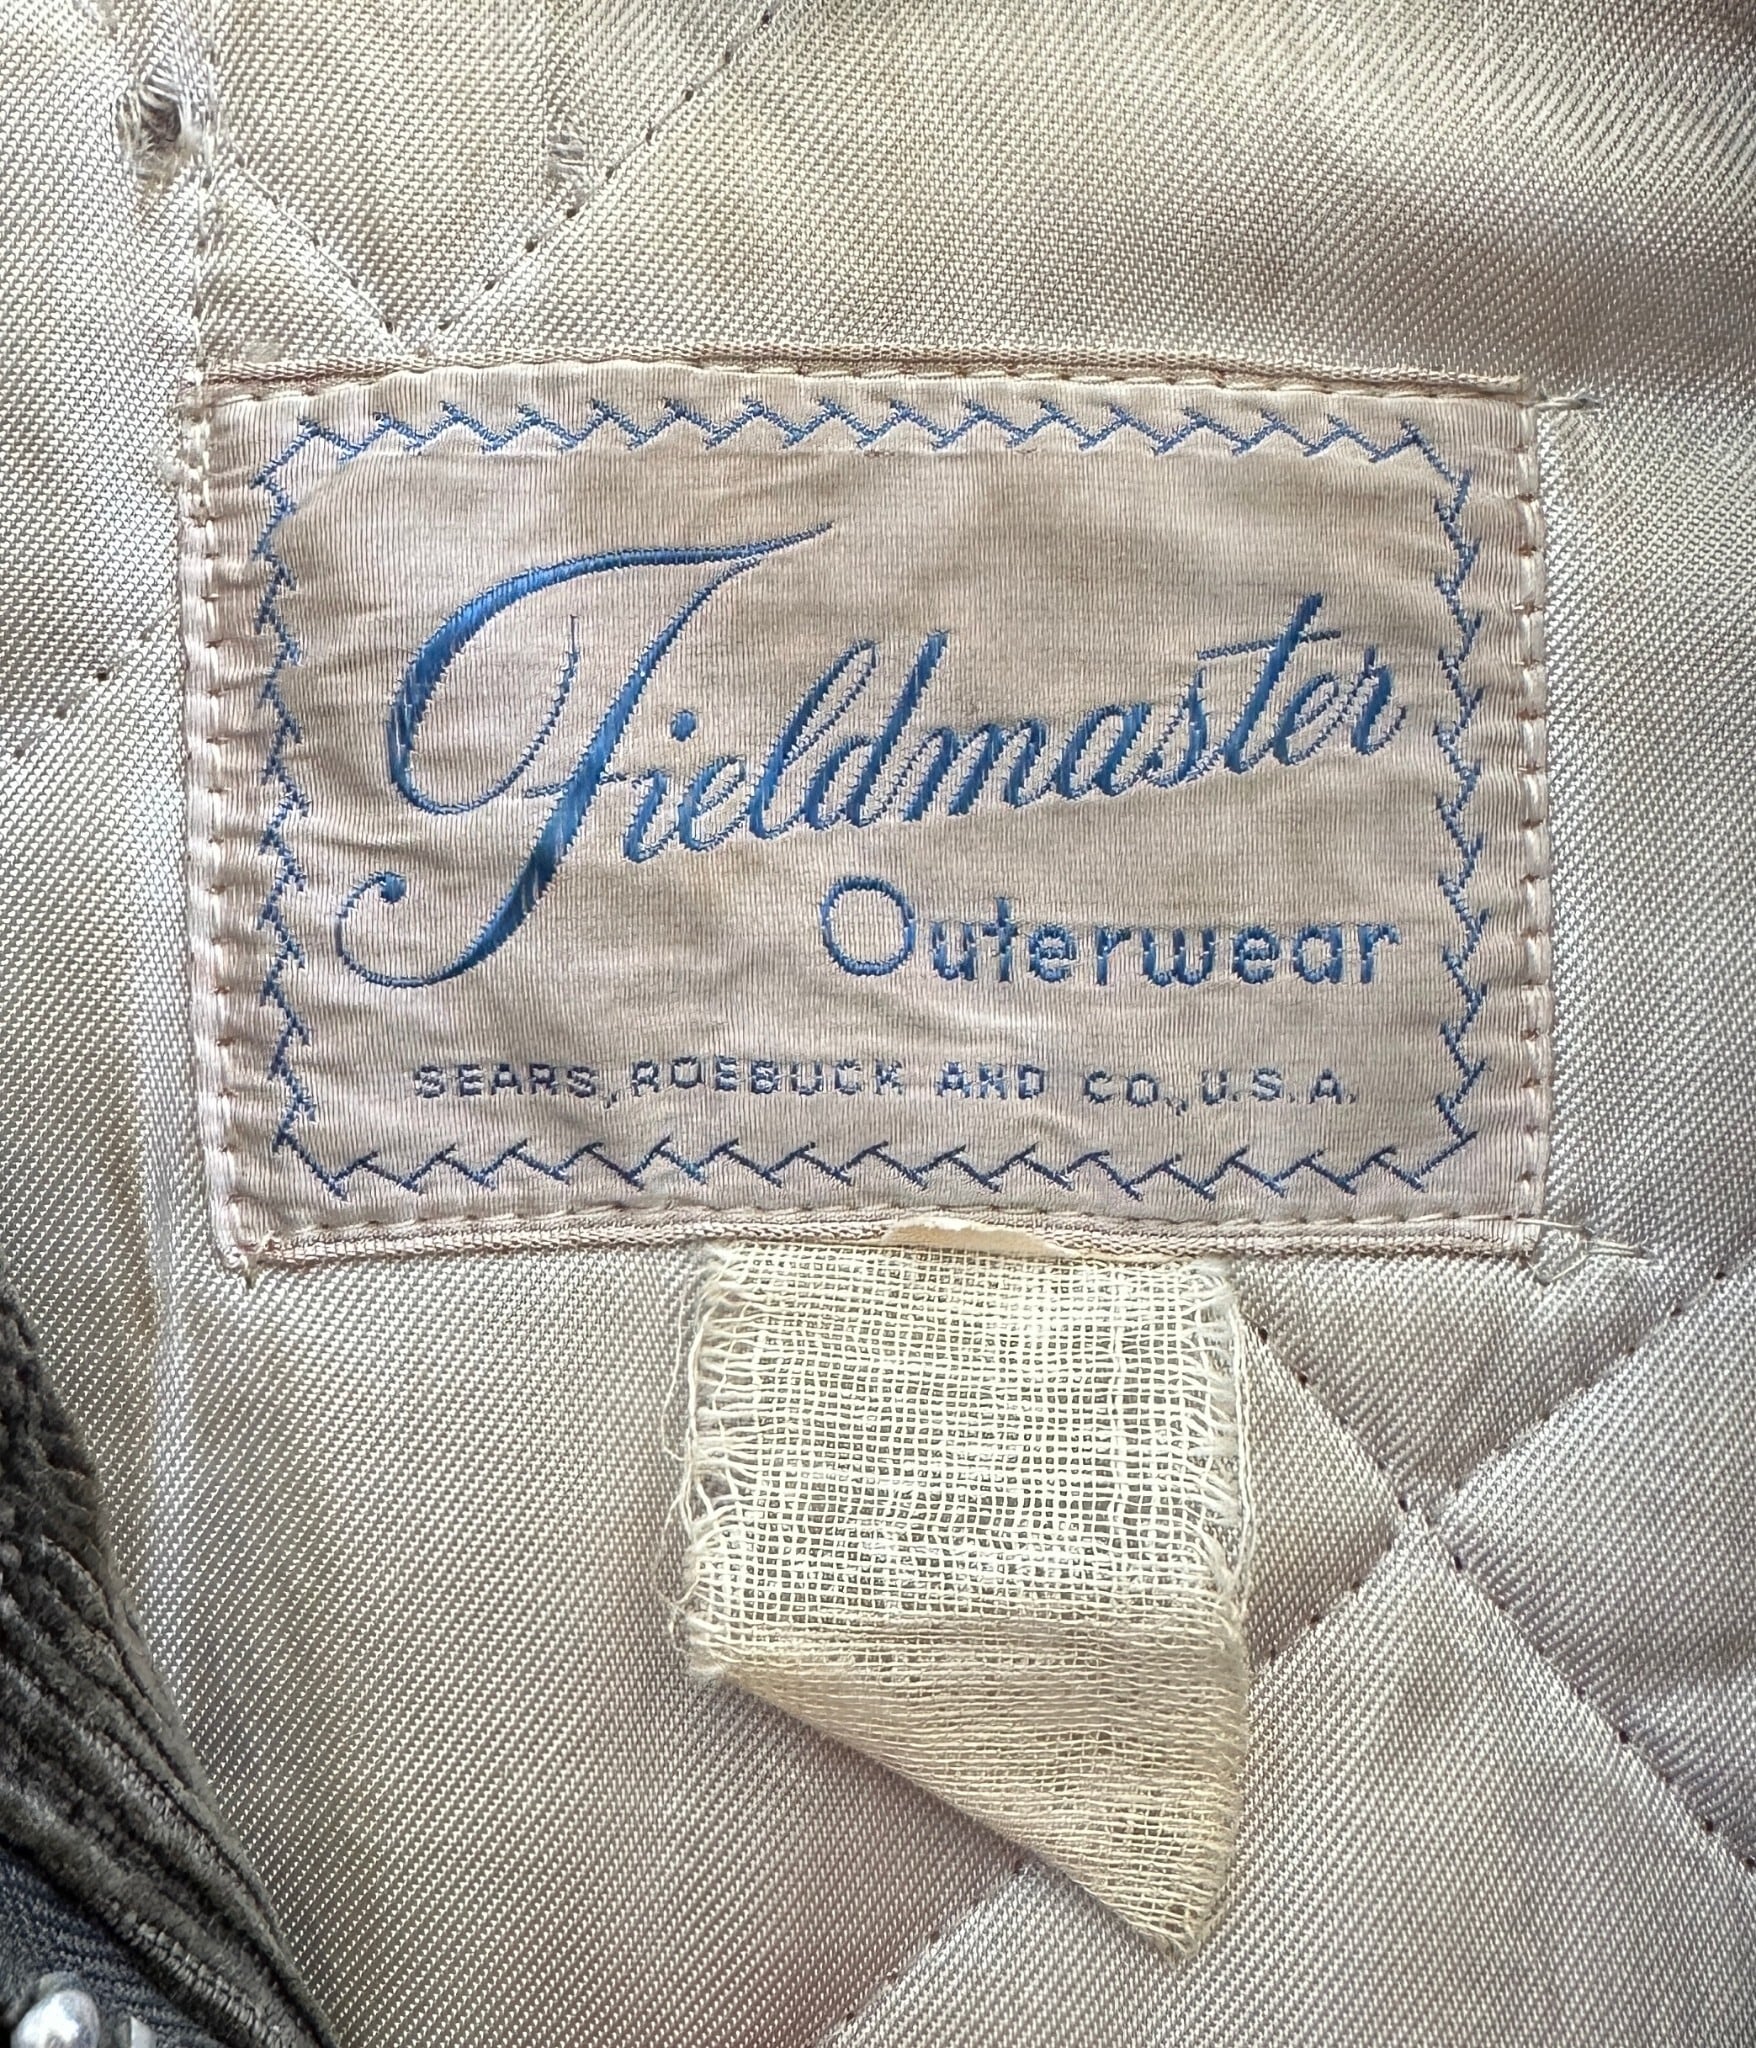 Fieldmaster
Outerwear
SEARS, ROEBUCK AND CO., U.S.A.